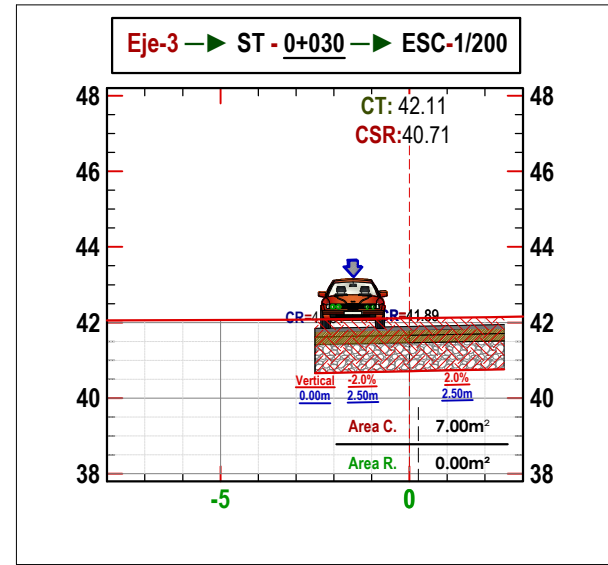 Eje-3 ST - 0+030 ESC-1/200
CT: 42.11
CSR:40.71
48 48
46 46
44 44
42 42
40 40
38 38
CR=41.89
Vertical -2.0% 2.0%
0.00m 2.50m 2.50m
Area C. 7.00m²
Area R. 0.00m²
-5 0